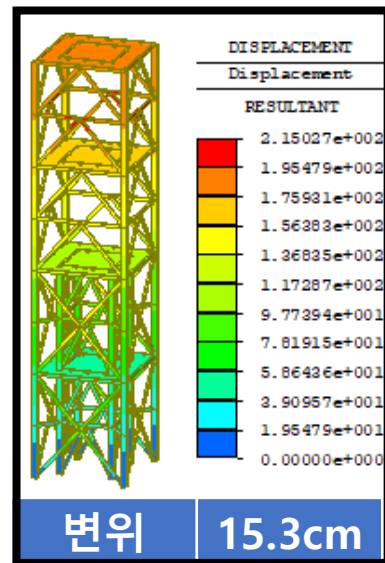 DISPLACEMENT
Displacement
RESULTANT
2.15027e+002
1.95479e+002
1.75931e+002
1.56383e+002
1.36835e+002
1.17287e+002
9.77394e+001
7.81915e+001
5.86436e+001
3.90957e+001
1.95479e+001
0.00000e+000
변위 15.3cm